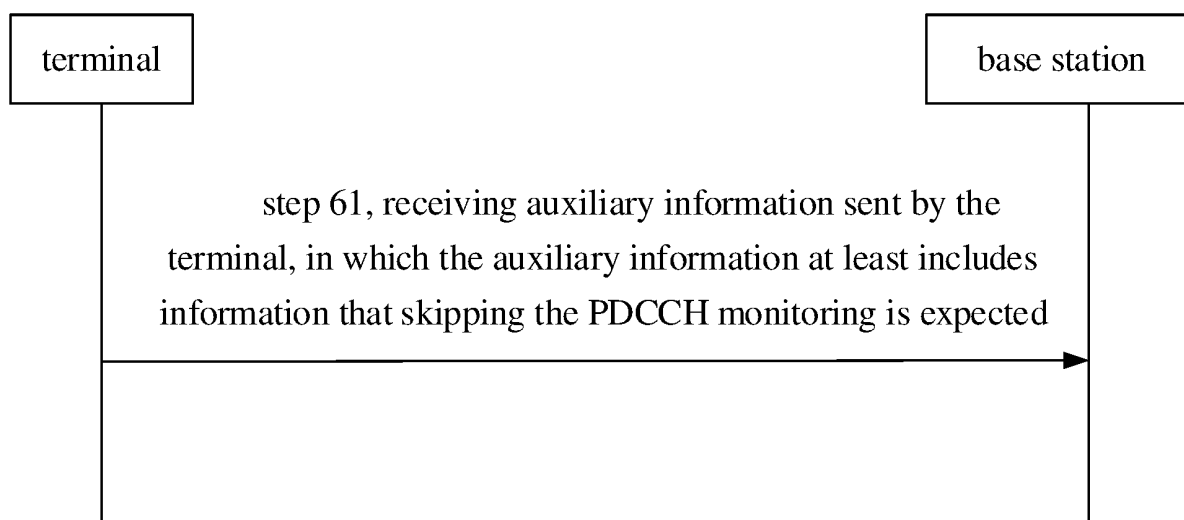 terminal
base station
step 61, receiving auxiliary information sent by the
terminal, in which the auxiliary information at least includes
information that skipping the PDCCH monitoring is expected